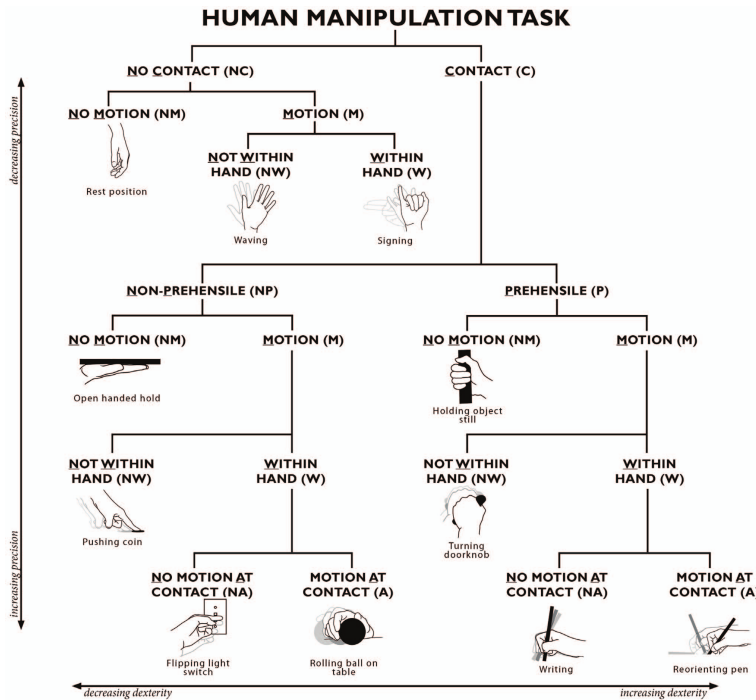 HUMAN MANIPULATION TASK
NO CONTACT (NC)
CONTACT (C)
decreasing precision
NO MOTION (NM)
MOTION (M)
NOT WITHIN
HAND (NW)
WITHIN
HAND (W)
Rest position
Waving
Signing
NON-PREHENSILE (NP)
PREHENSILE (P)
NO MOTION (NM)
MOTION (M)
NO MOTION (NM)
MOTION (M)
Open handed hold
Holding object
still
NOT WITHIN
HAND (NW)
WITHIN
HAND (W)
NOT WITHIN
HAND (NW)
WITHIN
HAND (W)
Pushing coin
Turning
doorknob
increasing precision
NO MOTION AT
CONTACT (NA)
MOTION AT
CONTACT (A)
NO MOTION AT
CONTACT (NA)
MOTION AT
CONTACT (A
Flipping light
switch
Rolling ball on
table
Writing
Reorienting pen
decreasing dexterity
increasing dexterity